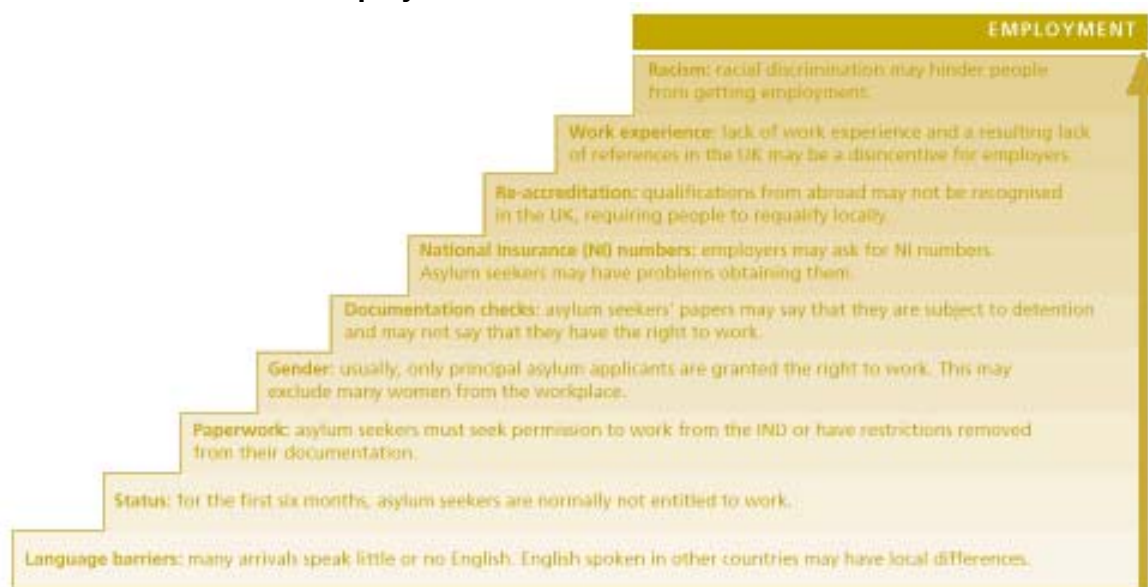 EMPLOYMENT
Racism: racial discrimination may hinder people
from getting employment.
Work experience: lack of work experience and a resulting lack
of references in the UK may be a disincentive for employers.
Re-accreditation: qualifications from abroad may not be recognised
in the UK, requiring people to requalify locally.
National Insurance (NI) numbers: employers may ask for NI numbers.
Asylum seekers may have problems obtaining them.
Documentation checks: asylum seekers' papers may say that they are subject to detention
and may not say that they have the right to work.
Gender: usually, only principal asylum applicants are granted the right to work. This may
exclude many women from the workplace.
Paperwork: asylum seekers must seek permission to work from the IND or have restrictions removed
from their documentation.
Status: for the first six months, asylum seekers are normally not entitled to work.
Language barriers: many arrivals speak little or no English. English spoken in other countries may have local differences.